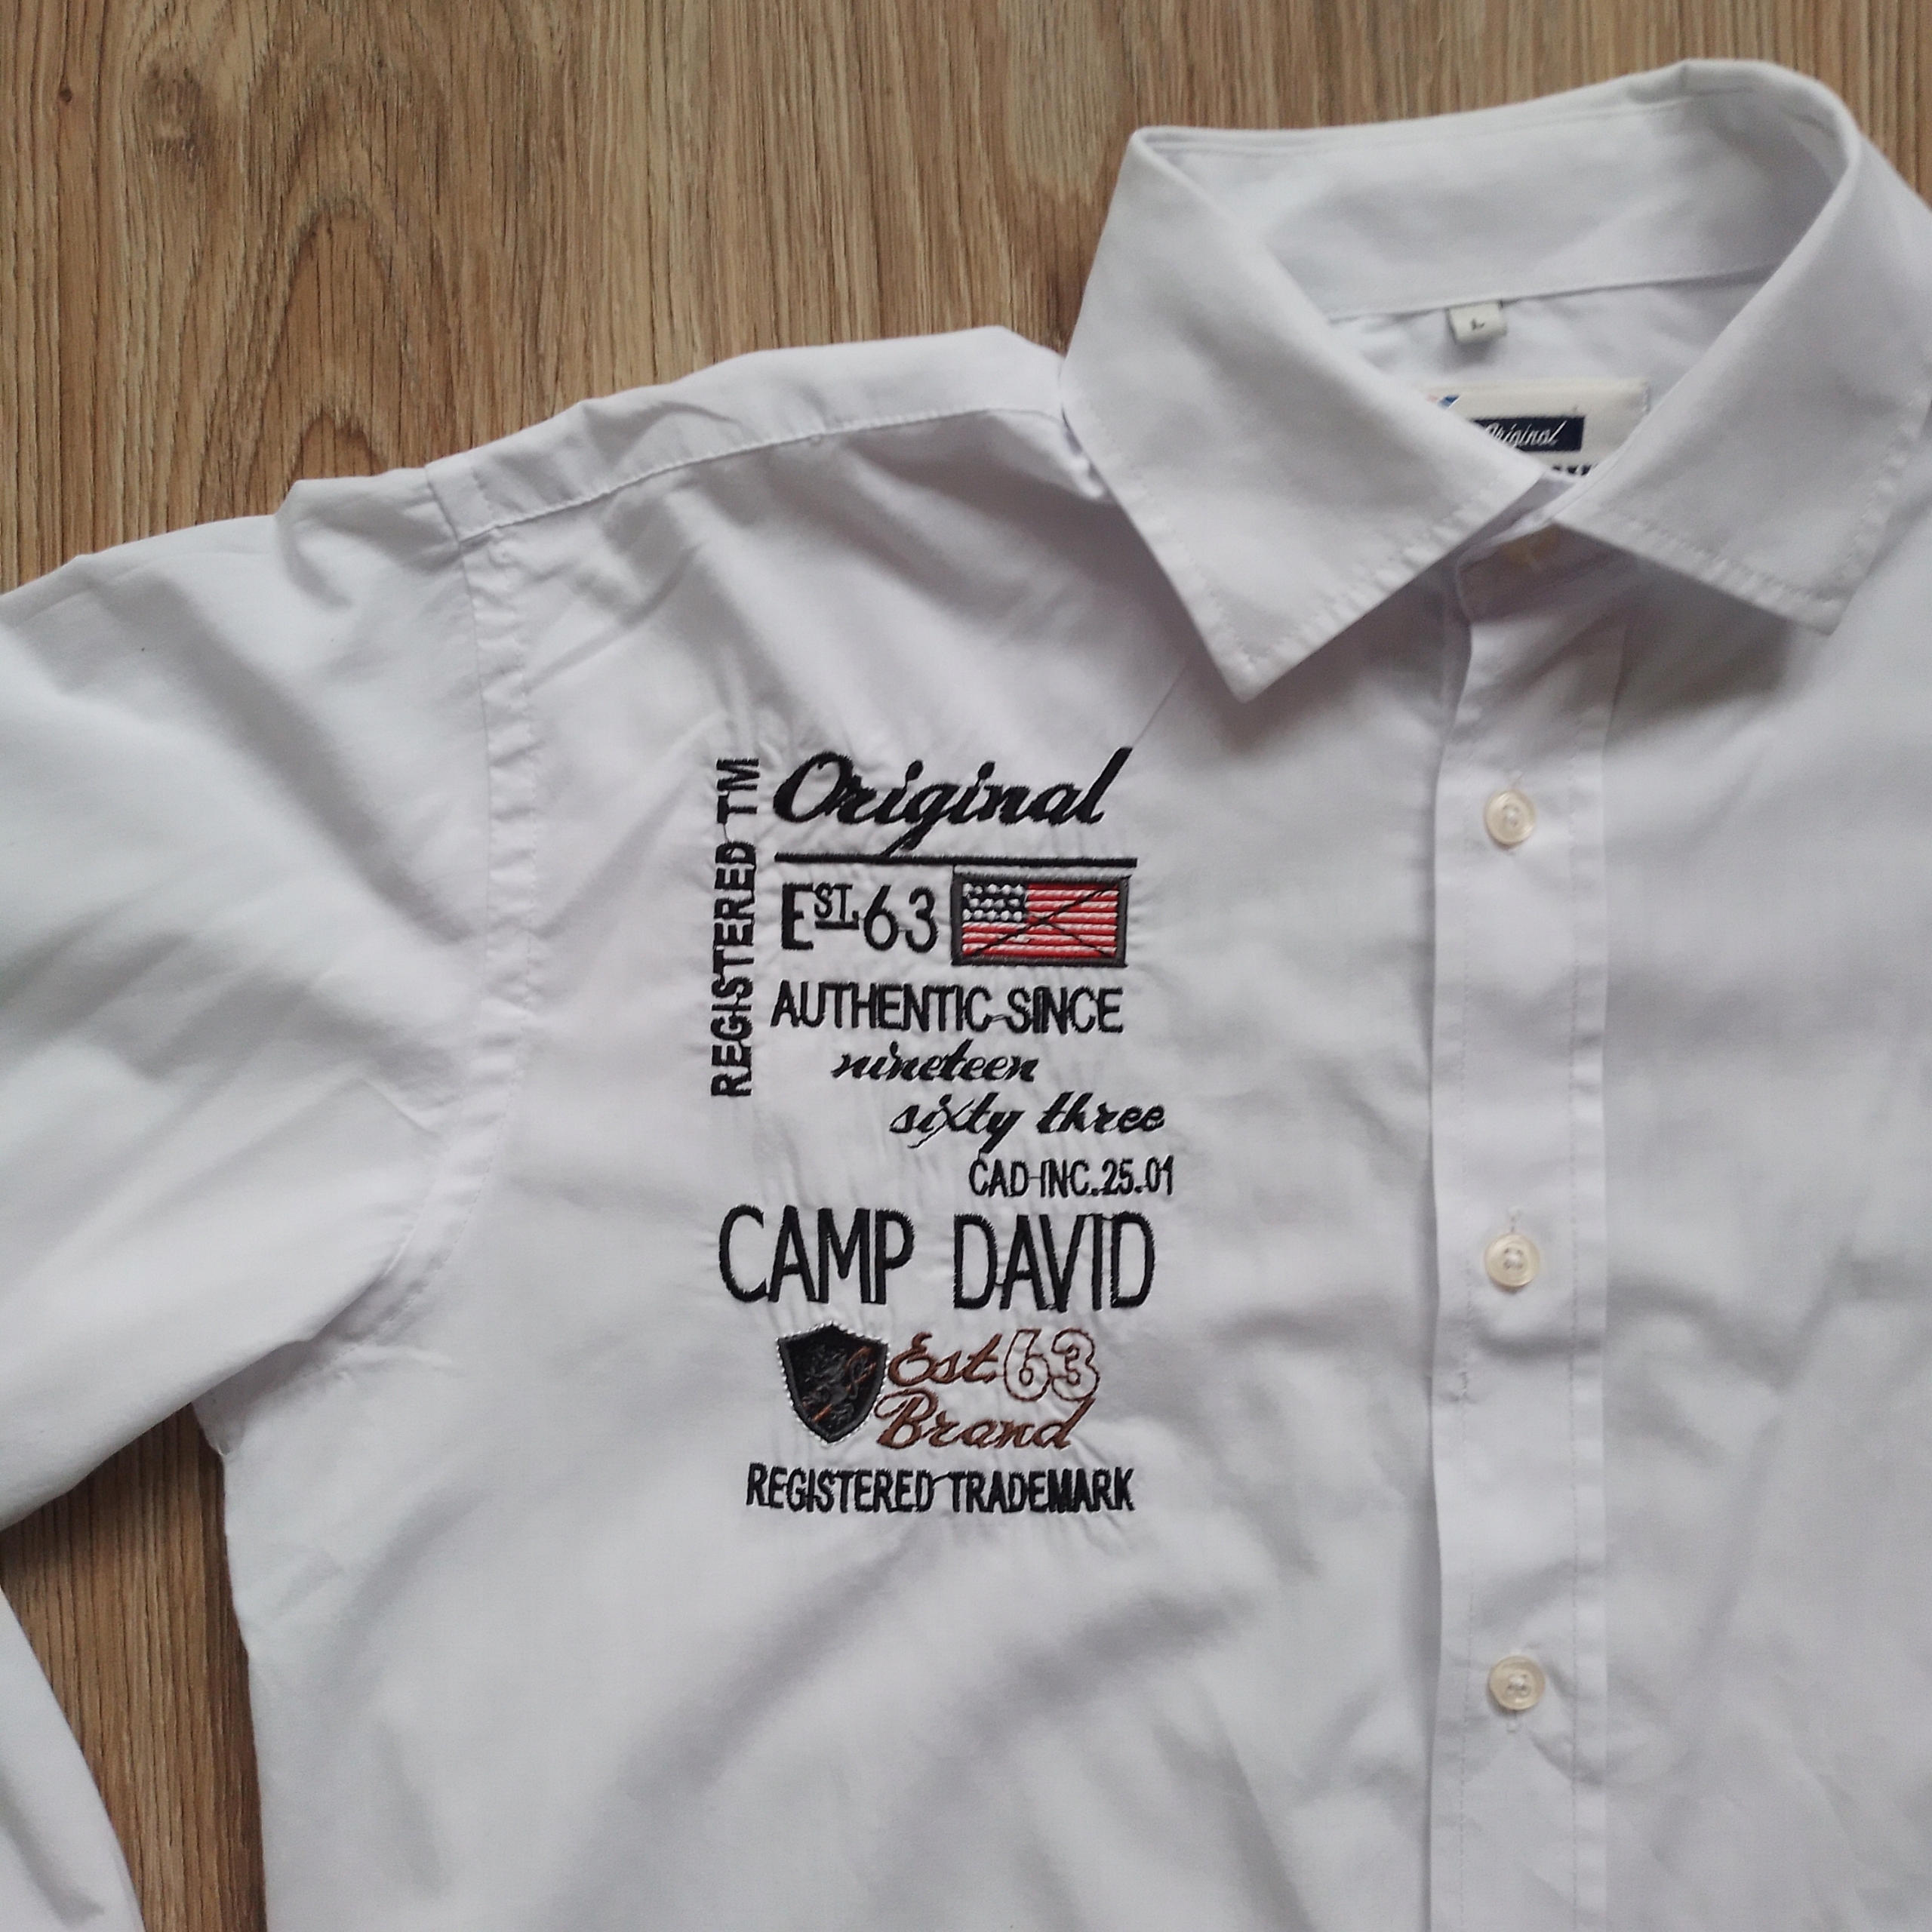 L
Original
REGISTERED TM
Original
EST. 63
AUTHENTIC SINCE
nineteen
sixty three
CAD-INC.25.01
CAMP DAVID
Est. 63
Brand
REGISTERED TRADEMARK